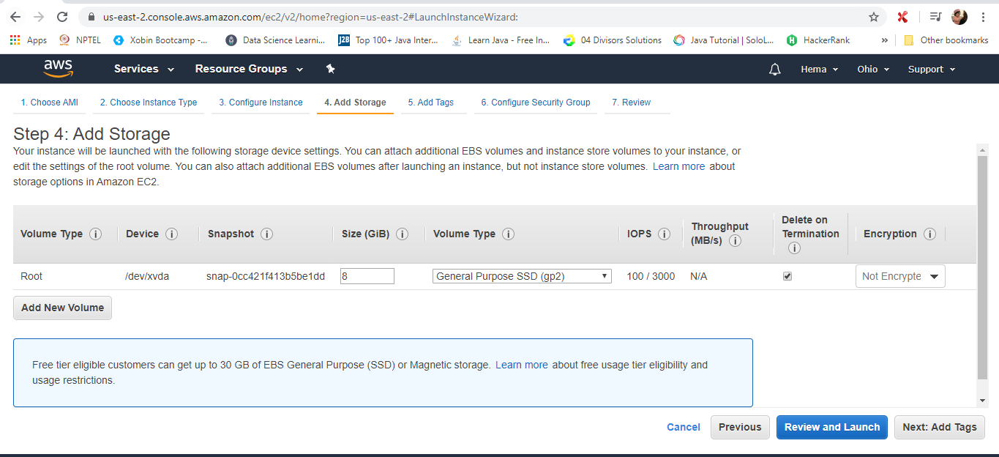 us-east-2.console.aws.amazon.com/ec2/v2/home?region=us-east-2#LaunchInstanceWizard:
Apps NPTEL Xobin Bootcamp -... Data Science Learni... J2B Top 100+ Java Inter... Learn Java - Free In... 04 Divisors Solutions Java Tutorial | SoloL... H HackerRank » Other bookmarks
aws Services Resource Groups Hema Ohio Support
1. Choose AMI 2. Choose Instance Type 3. Configure Instance 4. Add Storage 5. Add Tags 6. Configure Security Group 7. Review
Step 4: Add Storage
Your instance will be launched with the following storage device settings. You can attach additional EBS volumes and instance store volumes to your instance, or
edit the settings of the root volume. You can also attach additional EBS volumes after launching an instance, but not instance store volumes. Learn more about
storage options in Amazon EC2.
Volume Type i Device i Snapshot i Size (GiB) i Volume Type i IOPS i Throughput (MB/s) i Delete on Termination i Encryption i
Root /dev/xvda snap-0cc421f413b5be1dd 8 General Purpose SSD (gp2) 100 / 3000 N/A Not Encrypte
Add New Volume
Free tier eligible customers can get up to 30 GB of EBS General Purpose (SSD) or Magnetic storage. Learn more about free usage tier eligibility and
usage restrictions.
Cancel Previous Review and Launch Next: Add Tags